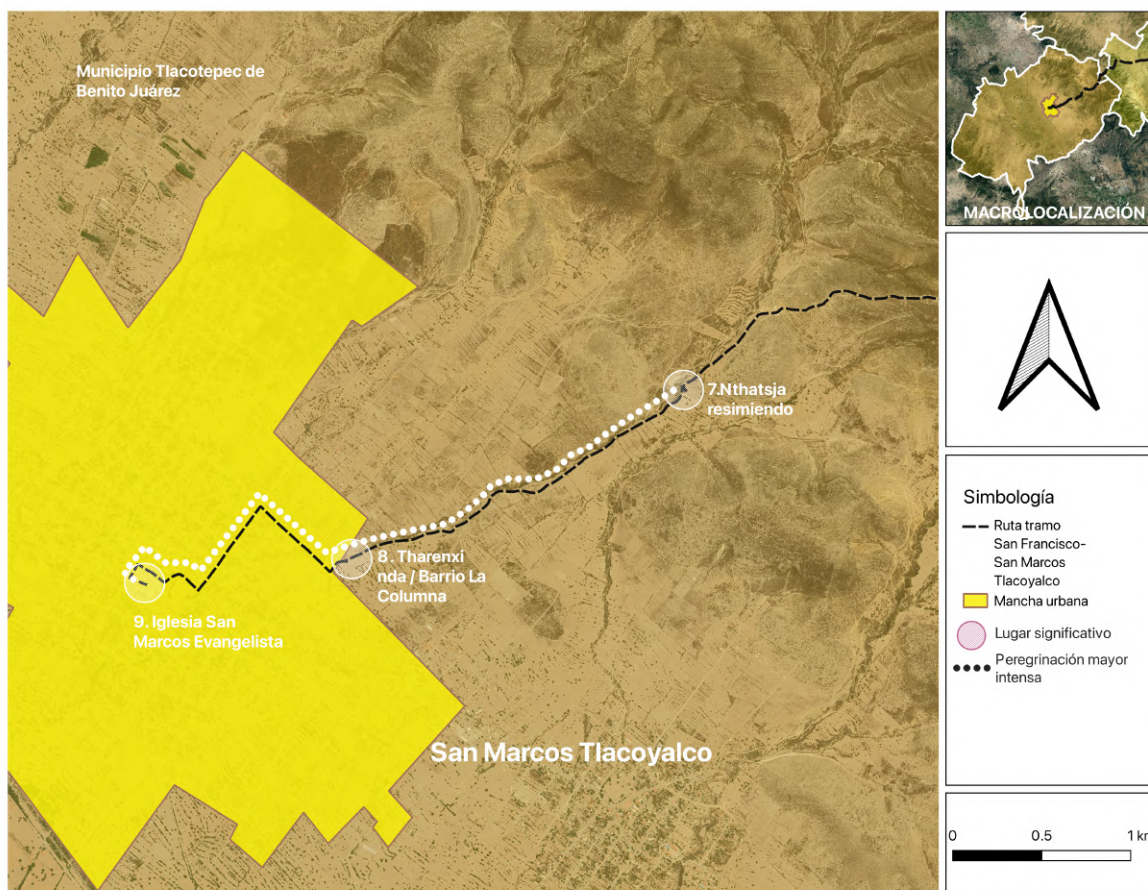 Municipio Tlacotepec de
Benito Juárez
7.Nthatsja
resimiendo
8. Tharenxi
nda / Barrio La
Columna
9. Iglesia San
Marcos Evangelista
San Marcos Tlacoyalco
MACROLOCALIZACIÓN
Simbología
Ruta tramo
San Francisco-
San Marcos
Tlacoyalco
Mancha urbana
Lugar significativo
Peregrinación mayor
intensa
0 0.5 1 km